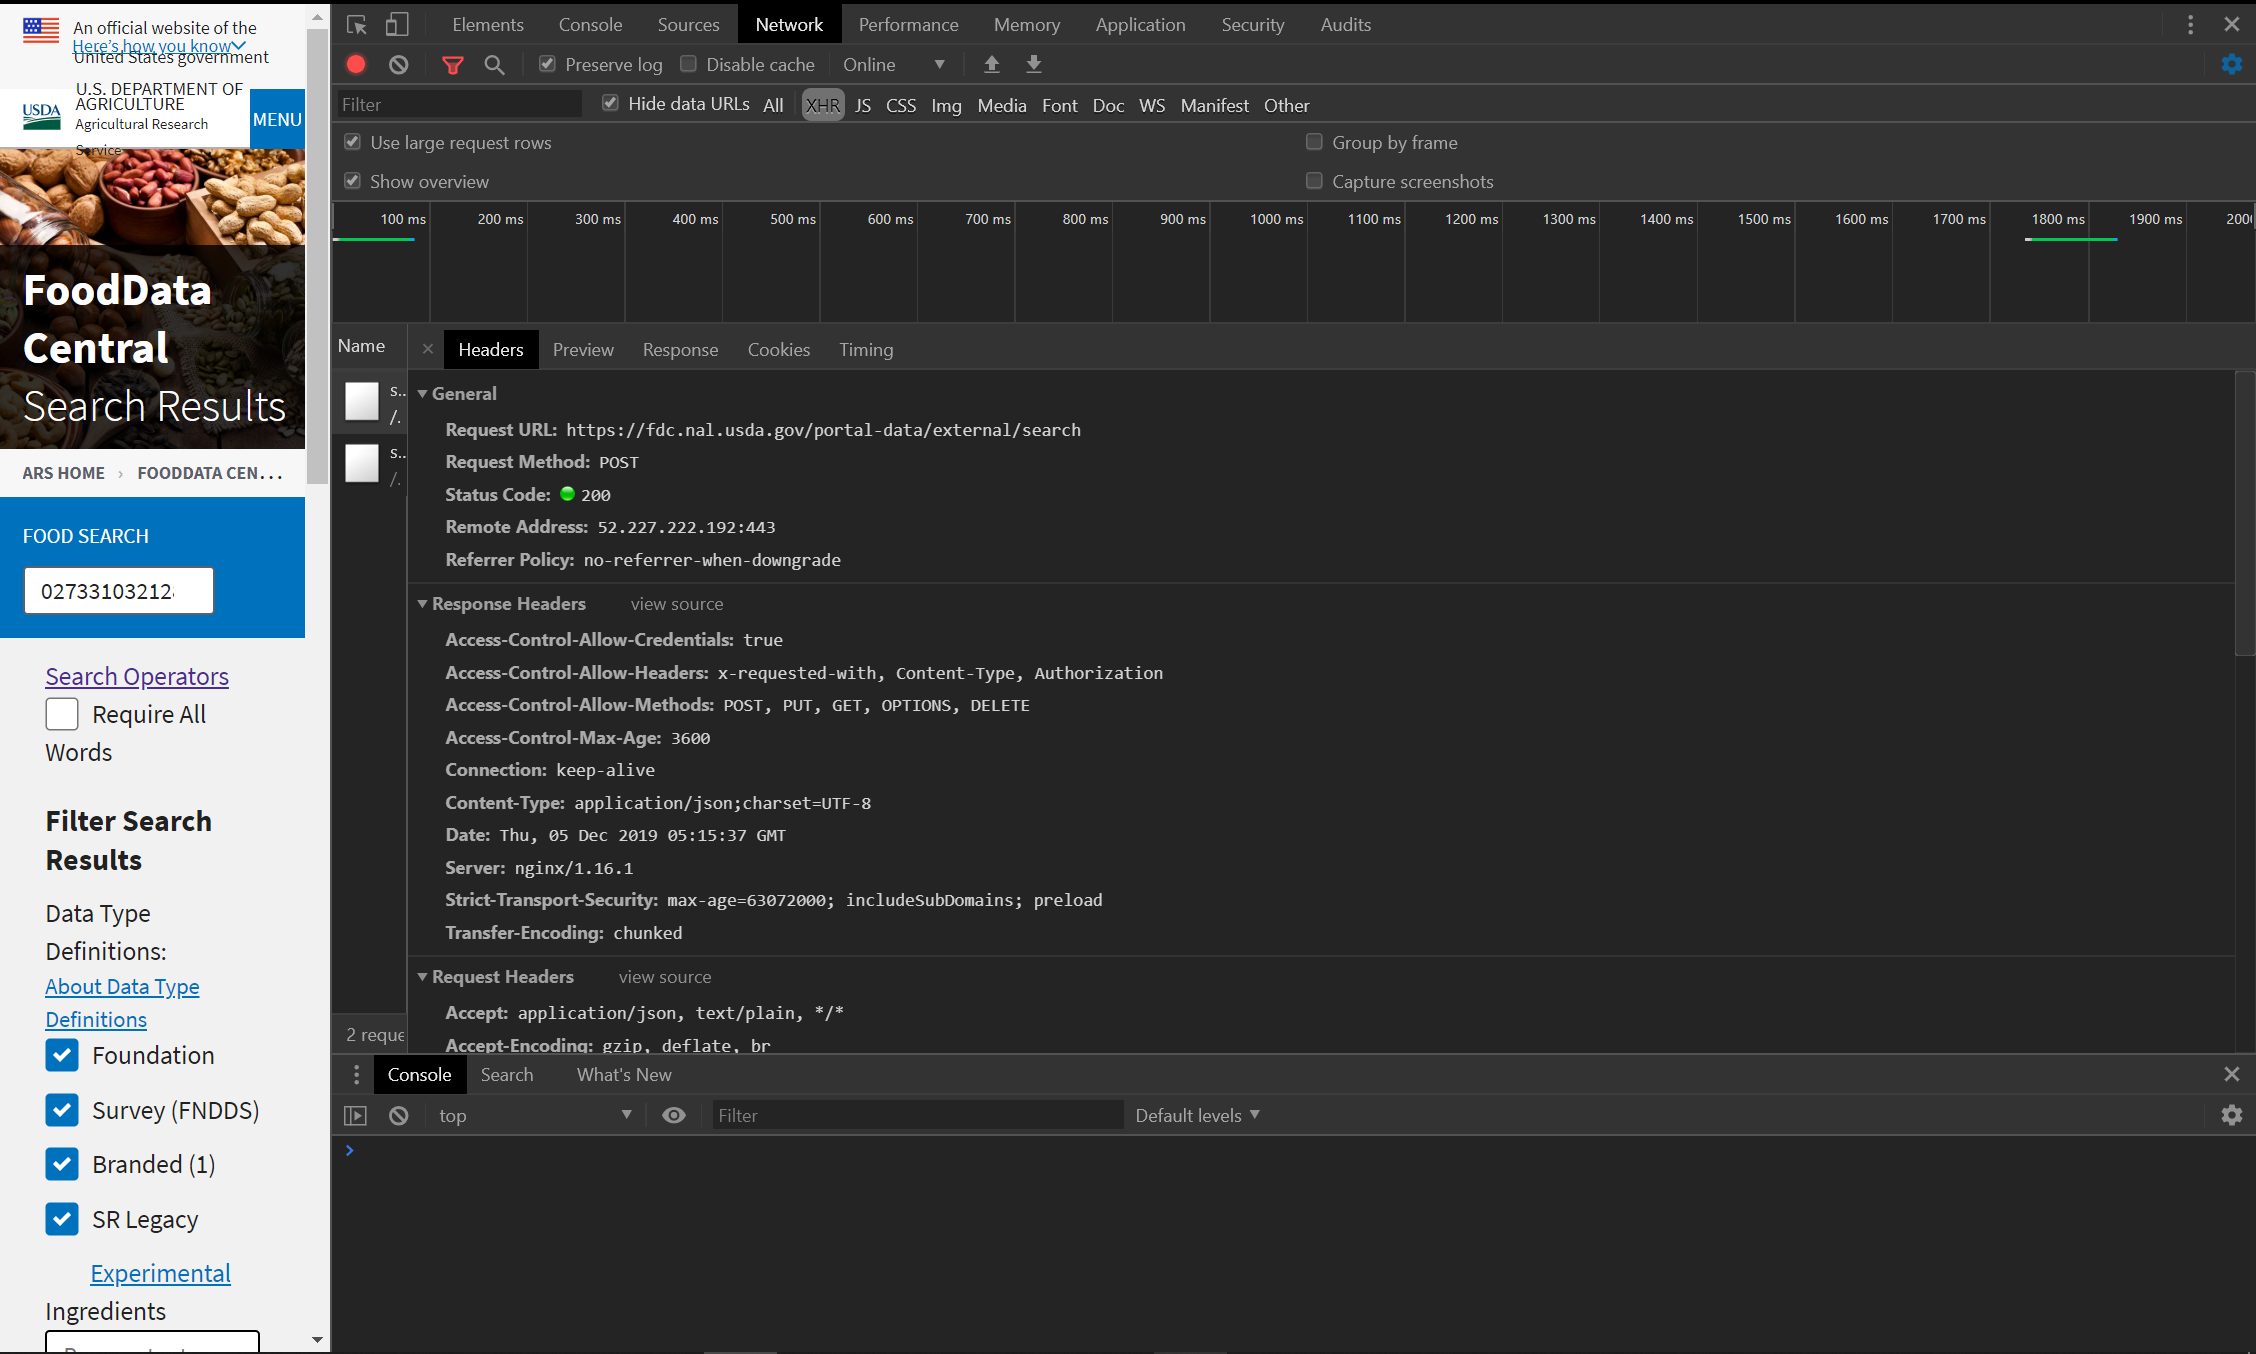 An official website of the
Here's how you know
United States government
U.S. DEPARTMENT OF
AGRICULTURE
USDA
Agricultural Research
Service
MENU
FoodData
Central
Search Results
ARS HOME › FOODDATA CEN...
FOOD SEARCH
02733103212
Search Operators
Require All
Words
Filter Search
Results
Data Type
Definitions:
About Data Type
Definitions
Foundation
Survey (FNDDS)
Branded (1)
SR Legacy
Experimental
Ingredients
Elements Console Sources Network Performance Memory Application Security Audits
Preserve log Disable cache Online
Filter Hide data URLs All XHR JS CSS Img Media Font Doc WS Manifest Other
Use large request rows Group by frame
Show overview Capture screenshots
100 ms 200 ms 300 ms 400 ms 500 ms 600 ms 700 ms 800 ms 900 ms 1000 ms 1100 ms 1200 ms 1300 ms 1400 ms 1500 ms 1600 ms 1700 ms 1800 ms 1900 ms 200
Name × Headers Preview Response Cookies Timing
s..
/.
s..
/.
2 reque
General
Request URL: https://fdc.nal.usda.gov/portal-data/external/search
Request Method: POST
Status Code: 200
Remote Address: 52.227.222.192:443
Referrer Policy: no-referrer-when-downgrade
Response Headers view source
Access-Control-Allow-Credentials: true
Access-Control-Allow-Headers: x-requested-with, Content-Type, Authorization
Access-Control-Allow-Methods: POST, PUT, GET, OPTIONS, DELETE
Access-Control-Max-Age: 3600
Connection: keep-alive
Content-Type: application/json;charset=UTF-8
Date: Thu, 05 Dec 2019 05:15:37 GMT
Server: nginx/1.16.1
Strict-Transport-Security: max-age=63072000; includeSubDomains; preload
Transfer-Encoding: chunked
Request Headers view source
Accept: application/json, text/plain, */*
Accept-Encoding: gzip, deflate, br
Console Search What's New
top Filter Default levels